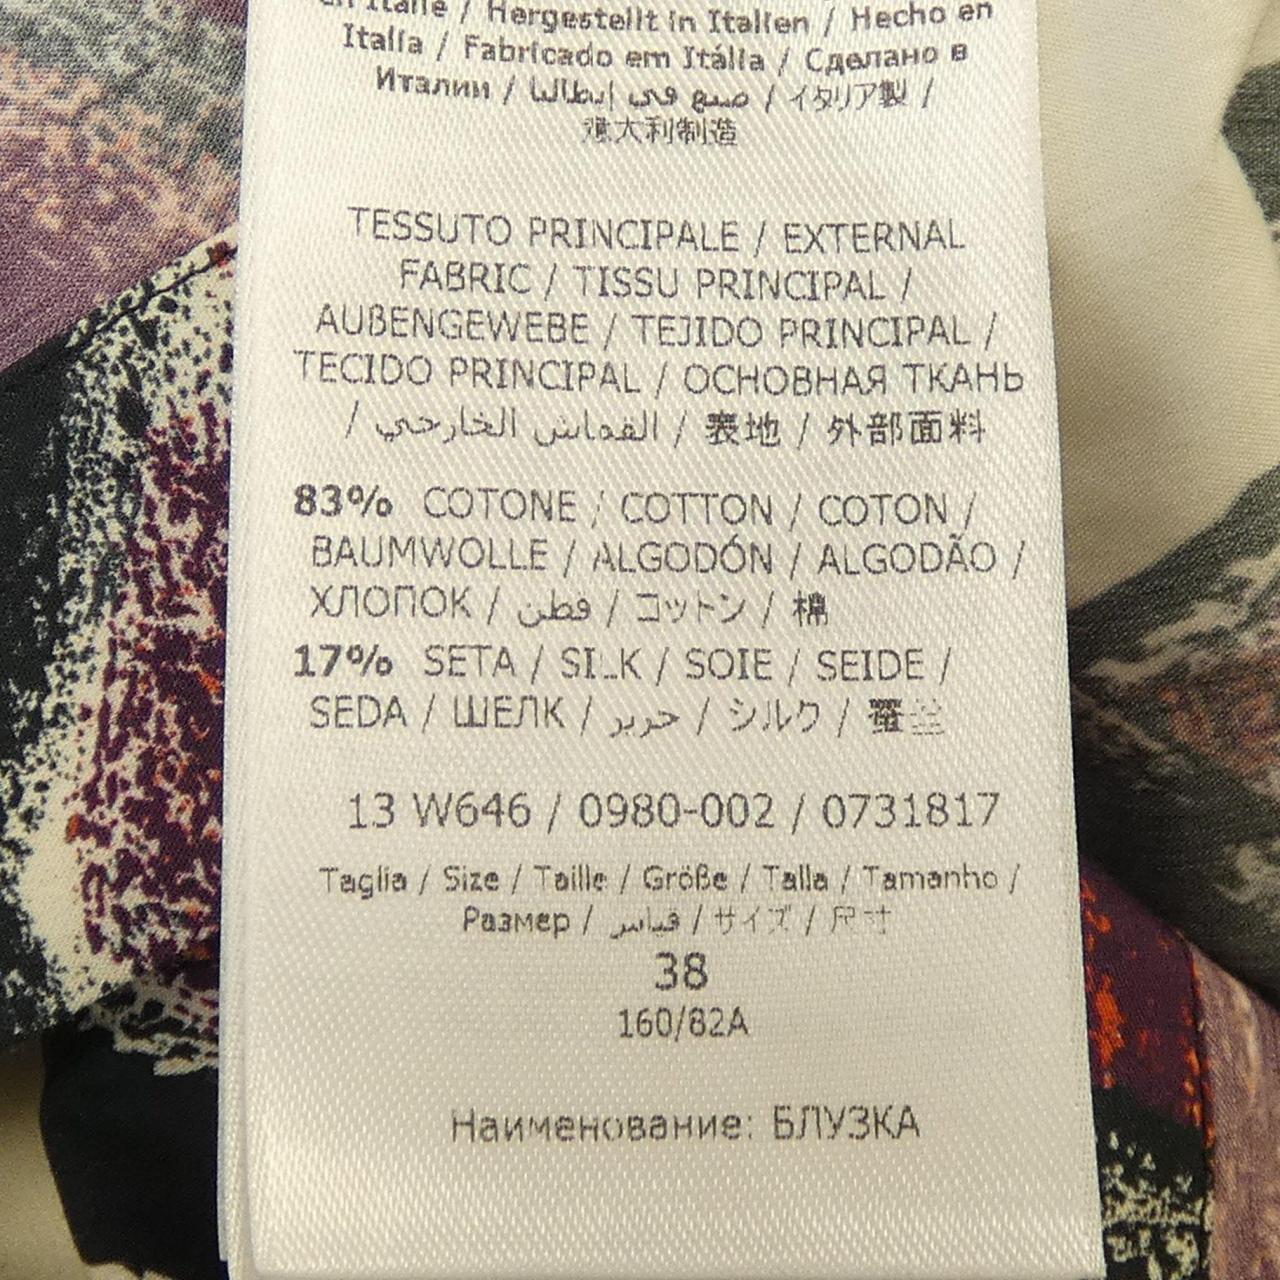 en Italie / Hergestellt in Italien / Hecho en
Italia / Fabricado em Itália / Сделано в
Италии / صنع في إيطاليا / イタリア製 /
意大利制造
TESSUTO PRINCIPALE / EXTERNAL
FABRIC / TISSU PRINCIPAL /
AUßENGEWEBE / TEJIDO PRINCIPAL /
TECIDO PRINCIPAL / ОСНОВНАЯ ТКАНЬ
/ القماش الخارجي / 表地 / 外部面料
83% COTONE / COTTON / COTON /
BAUMWOLLE / ALGODÓN / ALGODÃO /
ХЛОПОК / قطن / コットン / 棉
17% SETA / SILK / SOIE / SEIDE /
SEDA / ШЕЛК / حرير / シルク /
13 W646 / 0980-002 / 0731817
Taglia / Size / Taille / Größe / Talla / Tamanho /
Размер / قياس / サイズ / 尺寸
38
160/82A
Наименование: БЛУЗКА